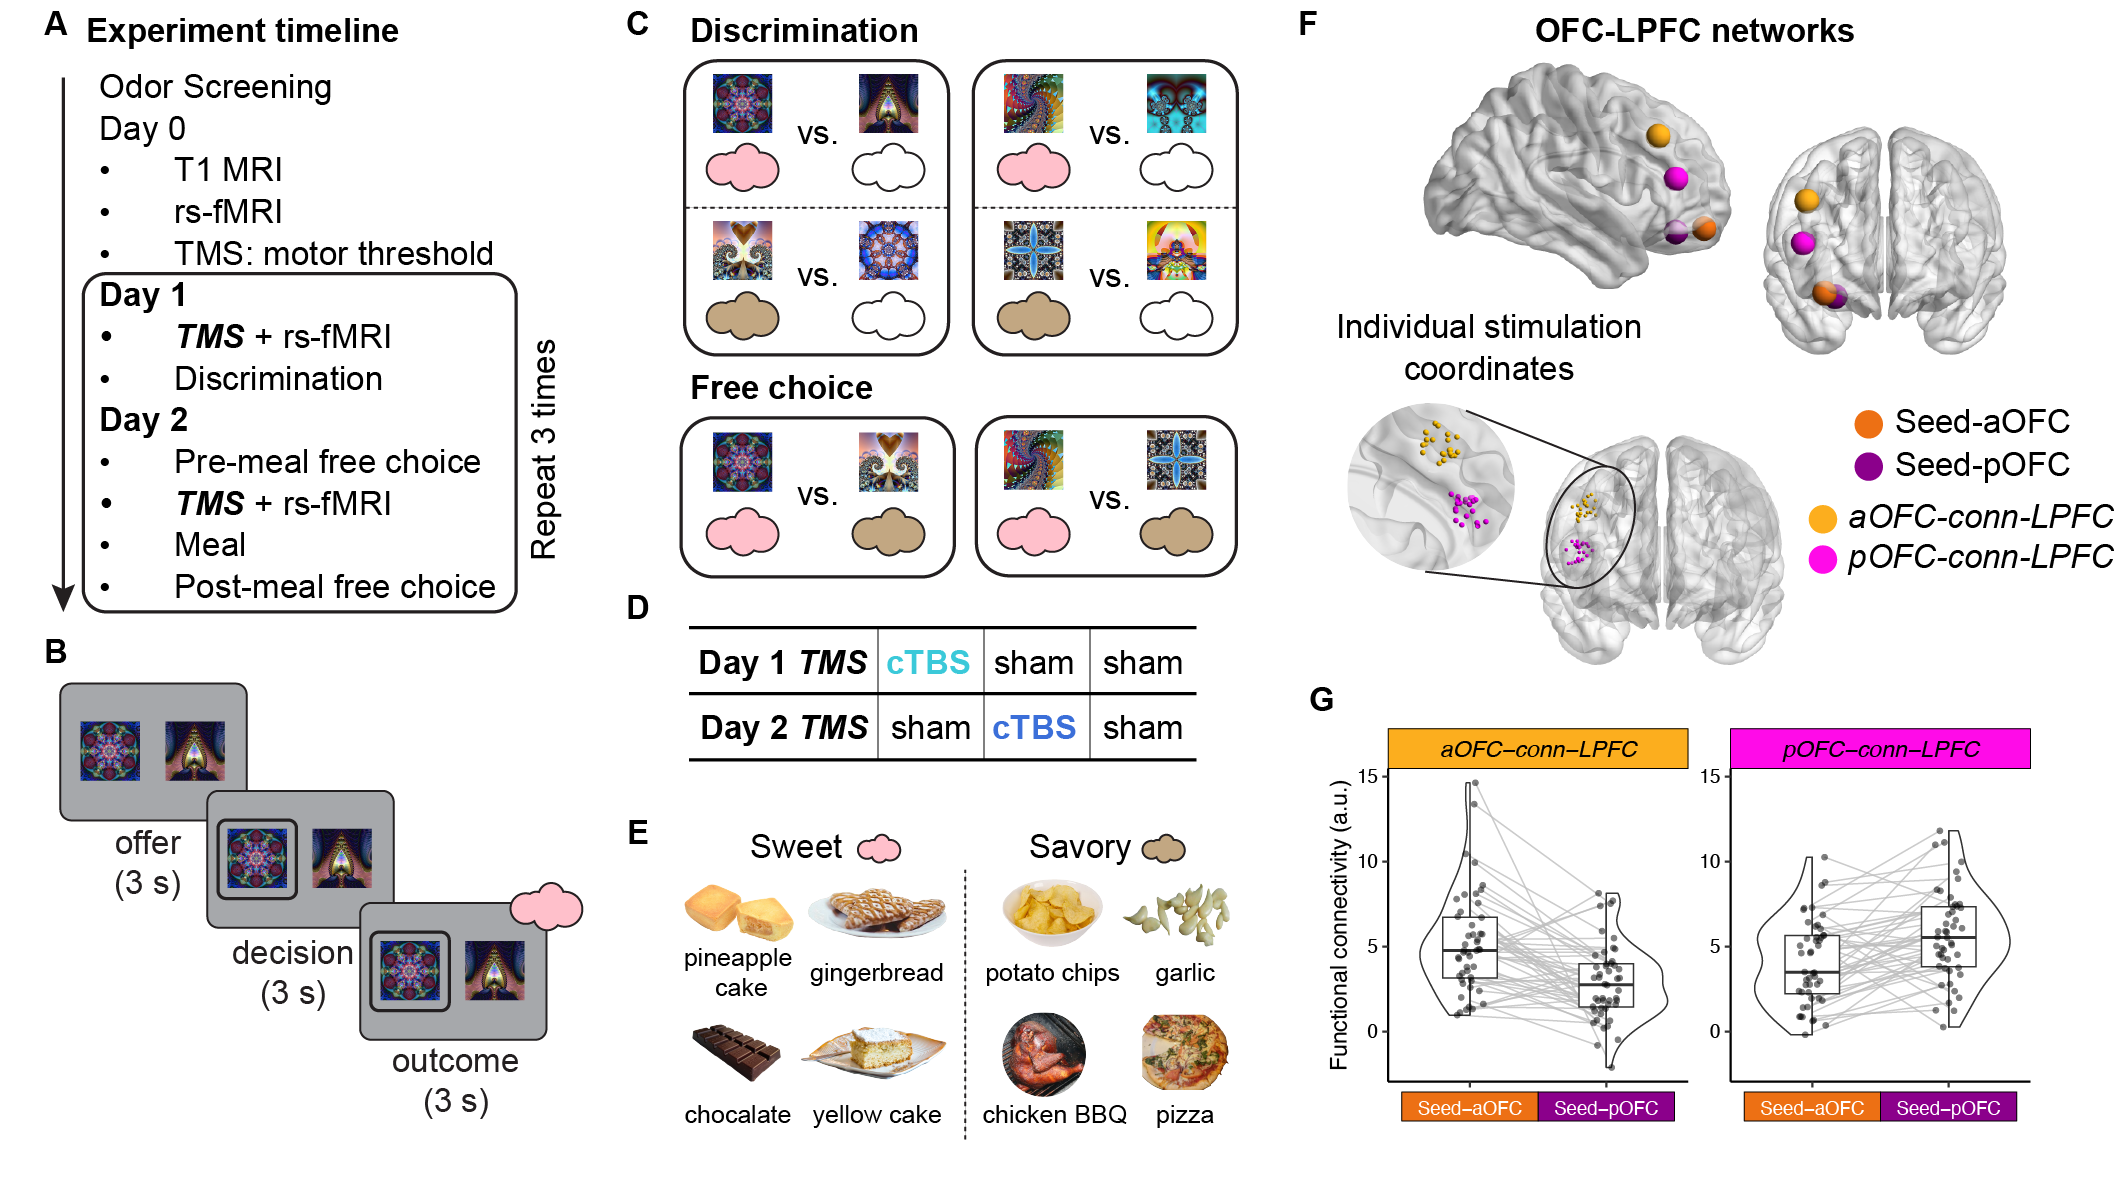 A Experiment timeline
Odor Screening
Day 0
• T1 MRI
• rs-fMRI
• TMS: motor threshold
Day 1
• TMS + rs-fMRI
• Discrimination
Day 2
• Pre-meal free choice
• TMS + rs-fMRI
• Meal
• Post-meal free choice
Repeat 3 times
B
offer
(3 s)
decision
(3 s)
outcome
(3 s)
C Discrimination
vs. vs.
vs. vs.
Free choice
vs. vs.
D
Day 1 TMS cTBS sham sham
Day 2 TMS sham cTBS sham
E
Sweet Savory
pineapple
cake
gingerbread
potato chips
garlic
chocalate
yellow cake
chicken BBQ
pizza
F OFC-LPFC networks
Individual stimulation
coordinates
Seed-aOFC
Seed-pOFC
aOFC-conn-LPFC
pOFC-conn-LPFC
G
aOFC–conn–LPFC
pOFC–conn–LPFC
Functional connectivity (a.u.)
15
10
5
0
15
10
5
0
Seed–aOFC Seed–pOFC
Seed–aOFC Seed–pOFC